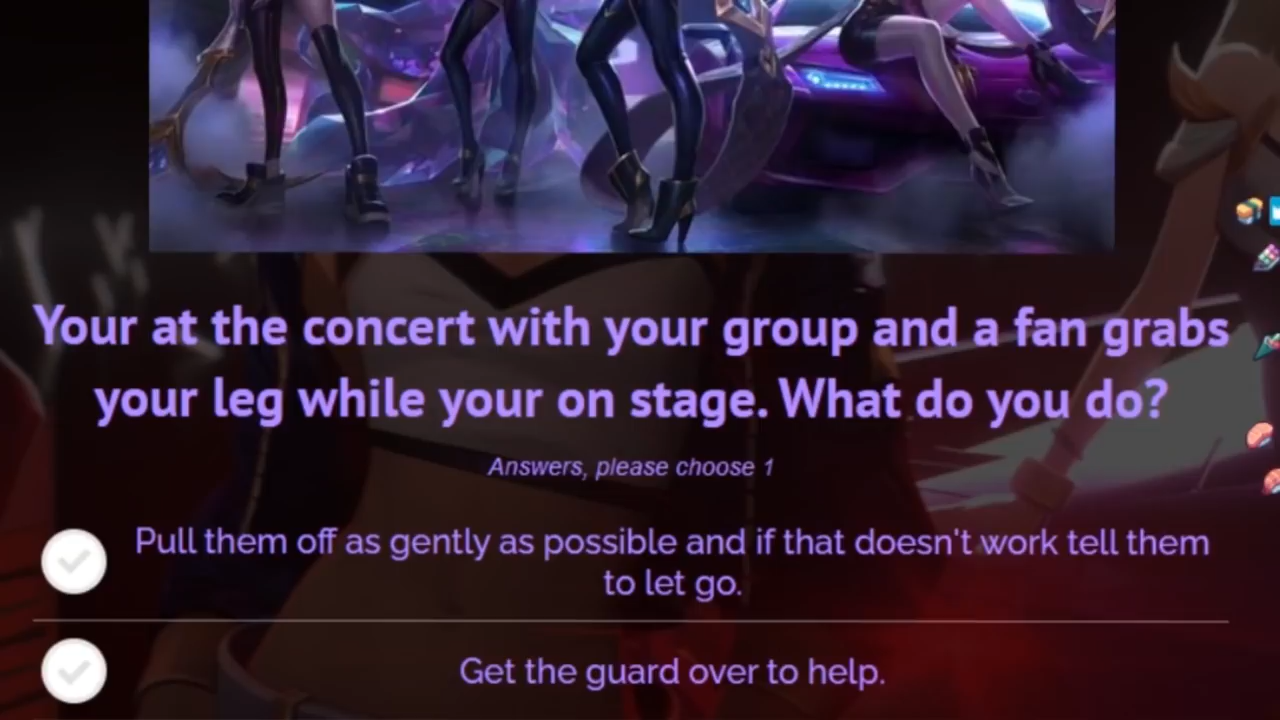 Your at the concert with your group and a fan grabs
your leg while your on stage. What do you do?
Answers, please choose 1
Pull them off as gently as possible and if that doesn't work tell them
to let go.
Get the guard over to help.